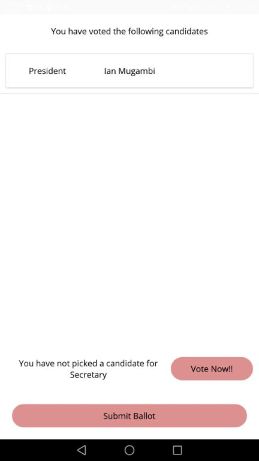 You have voted the following candidates
President Ian Mugambi
You have not picked a candidate for
Secretary
Vote Now!!
Submit Ballot